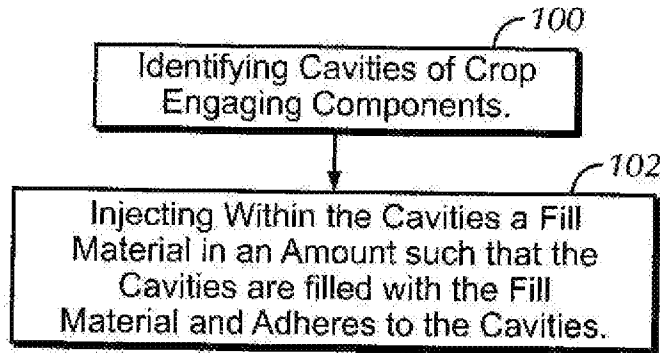 100
Identifying Cavities of Crop
Engaging Components.
102
Injecting Within the Cavities a Fill
Material in an Amount such that the
Cavities are filled with the Fill
Material and Adheres to the Cavities.